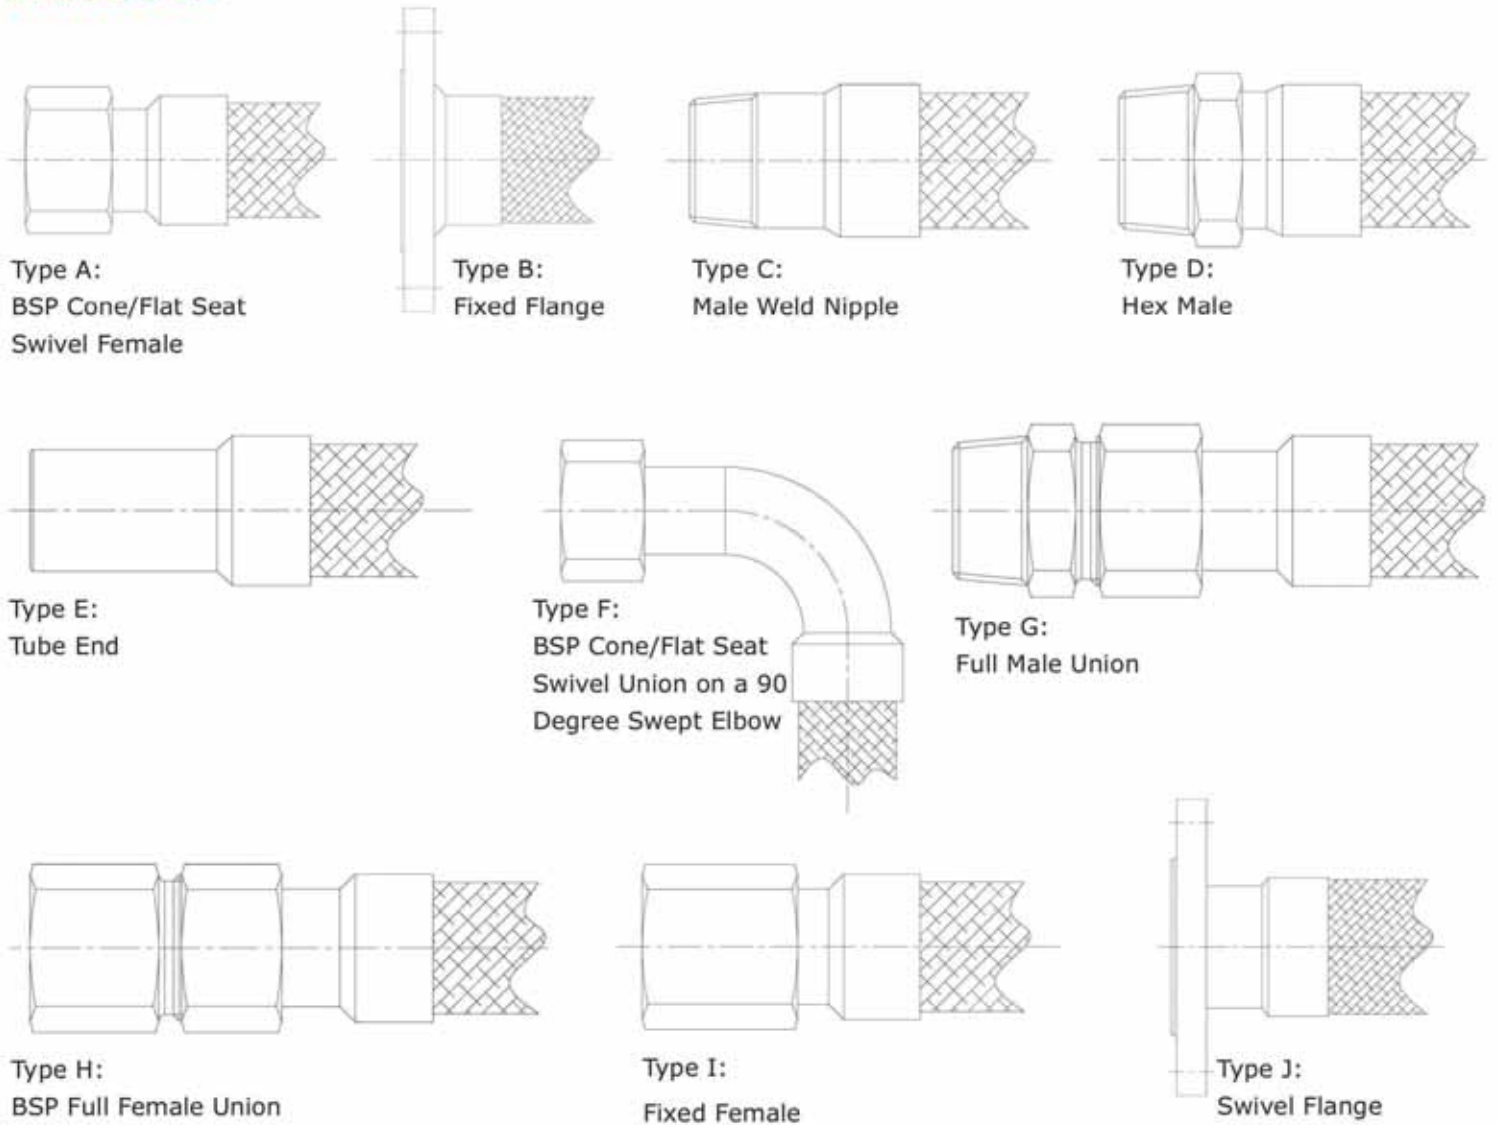 Type A:
BSP Cone/Flat Seat
Swivel Female
Type B:
Fixed Flange
Type C:
Male Weld Nipple
Type D:
Hex Male
Type E:
Tube End
Type F:
BSP Cone/Flat Seat
Swivel Union on a 90
Degree Swept Elbow
Type G:
Full Male Union
Type H:
BSP Full Female Union
Type I:
Fixed Female
Type J:
Swivel Flange